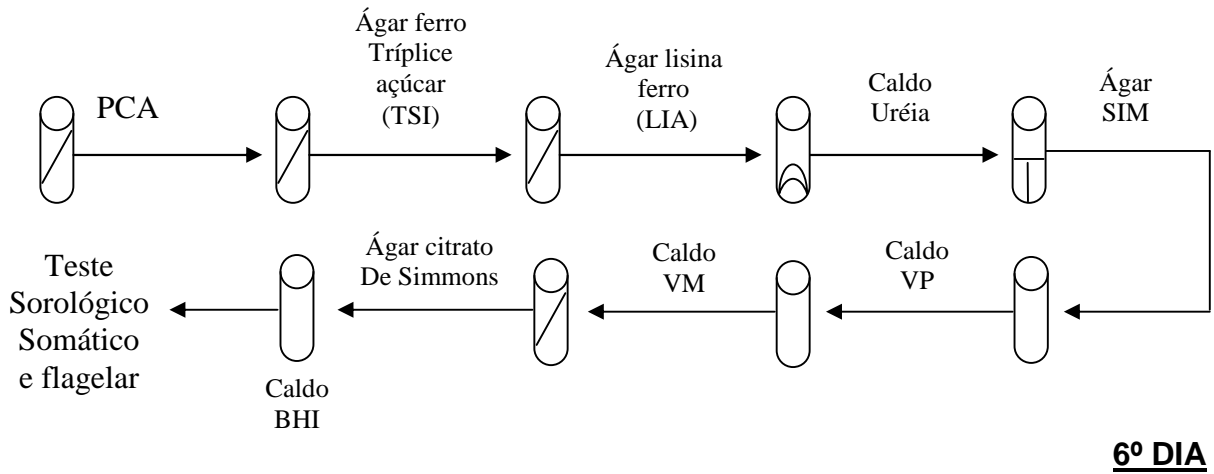 PCA
Ágar ferro
Tríplice
açúcar
(TSI)
Ágar lisina
ferro
(LIA)
Caldo
Uréia
Ágar
SIM
Teste
Sorológico
Somático
e flagelar
Caldo
BHI
Ágar citrato
De Simmons
Caldo
VM
Caldo
VP
6º DIA